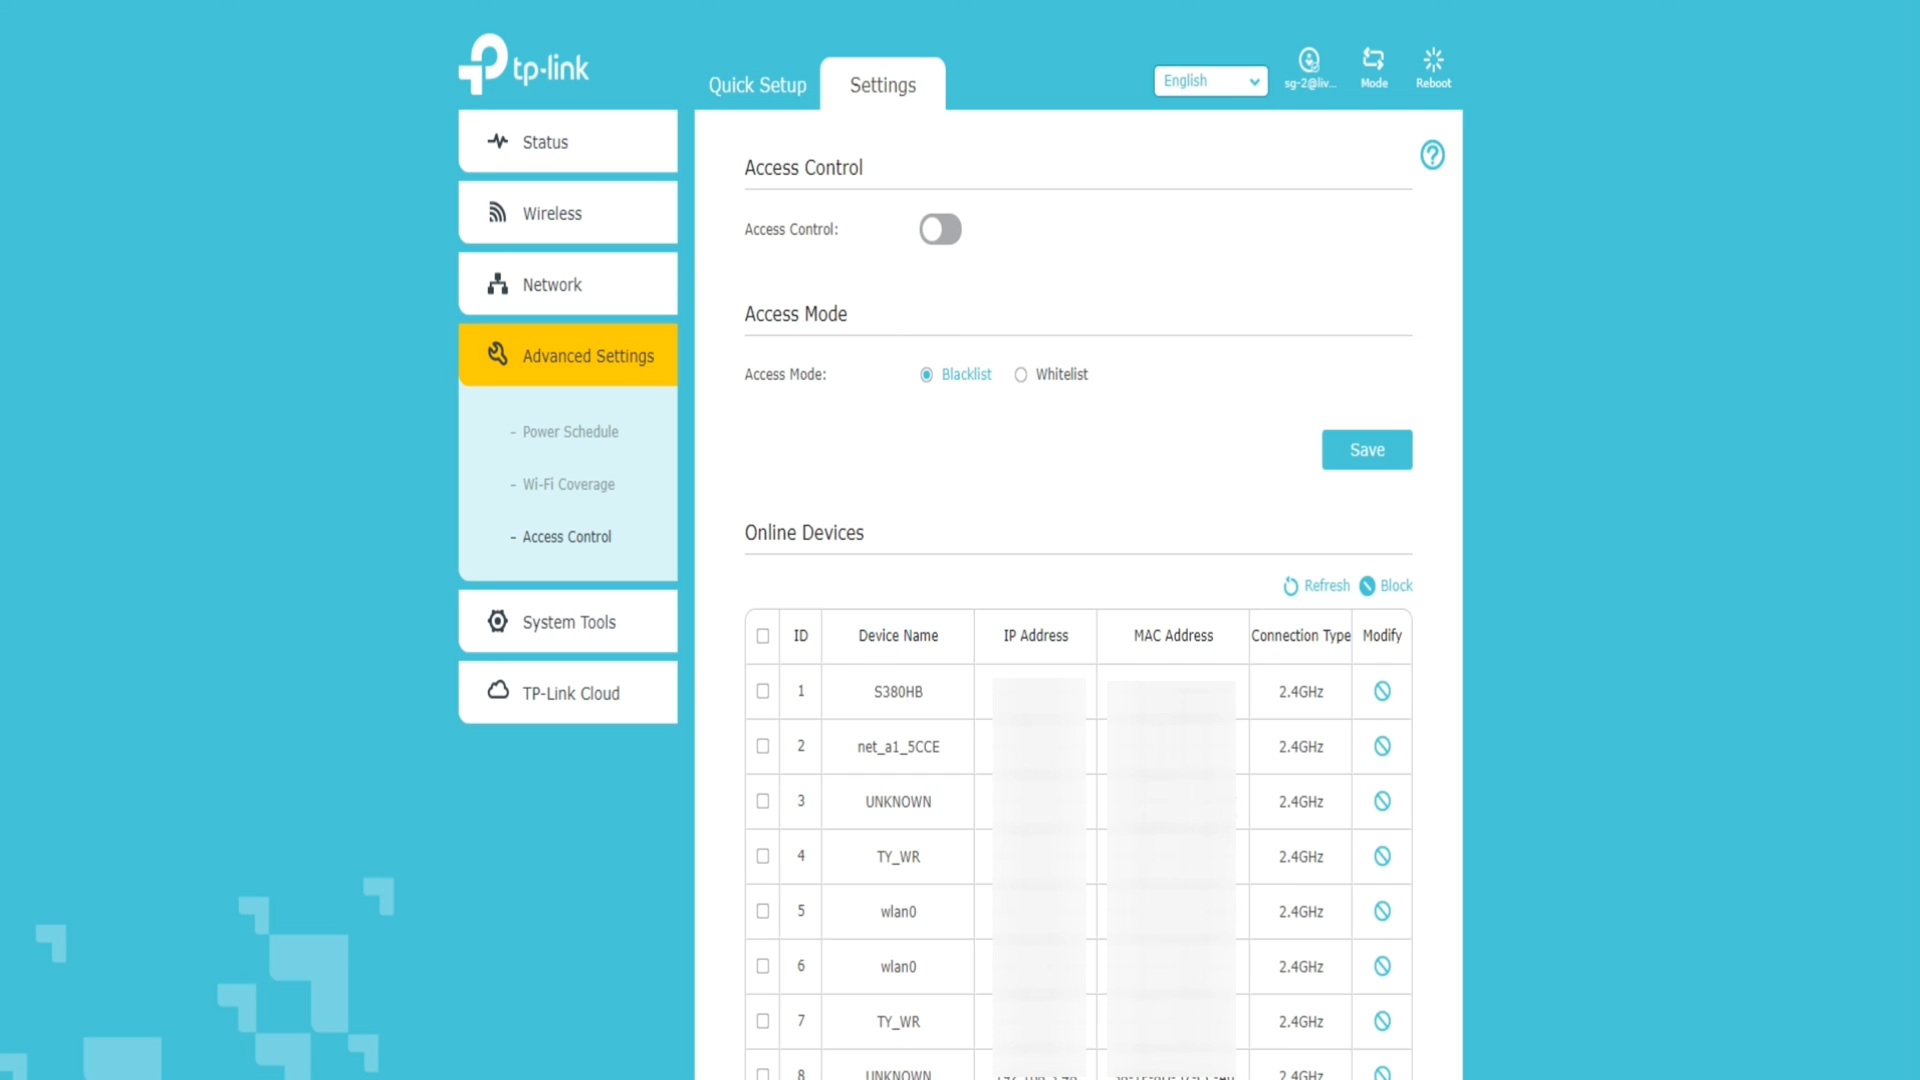 tp-link
Quick Setup
Settings
English
sg-2@liv...
Mode
Reboot
Status
Wireless
Network
Advanced Settings
- Power Schedule
- Wi-Fi Coverage
- Access Control
System Tools
TP-Link Cloud
Access Control
Access Control:
Access Mode
Access Mode: Blacklist Whitelist
Save
Online Devices
Refresh Block
ID Device Name IP Address MAC Address Connection Type Modify
1 S380HB 2.4GHz
2 net_a1_5CCE 2.4GHz
3 UNKNOWN 2.4GHz
4 TY_WR 2.4GHz
5 wlan0 2.4GHz
6 wlan0 2.4GHz
7 TY_WR 2.4GHz
8 UNKNOWN 2.4GHz